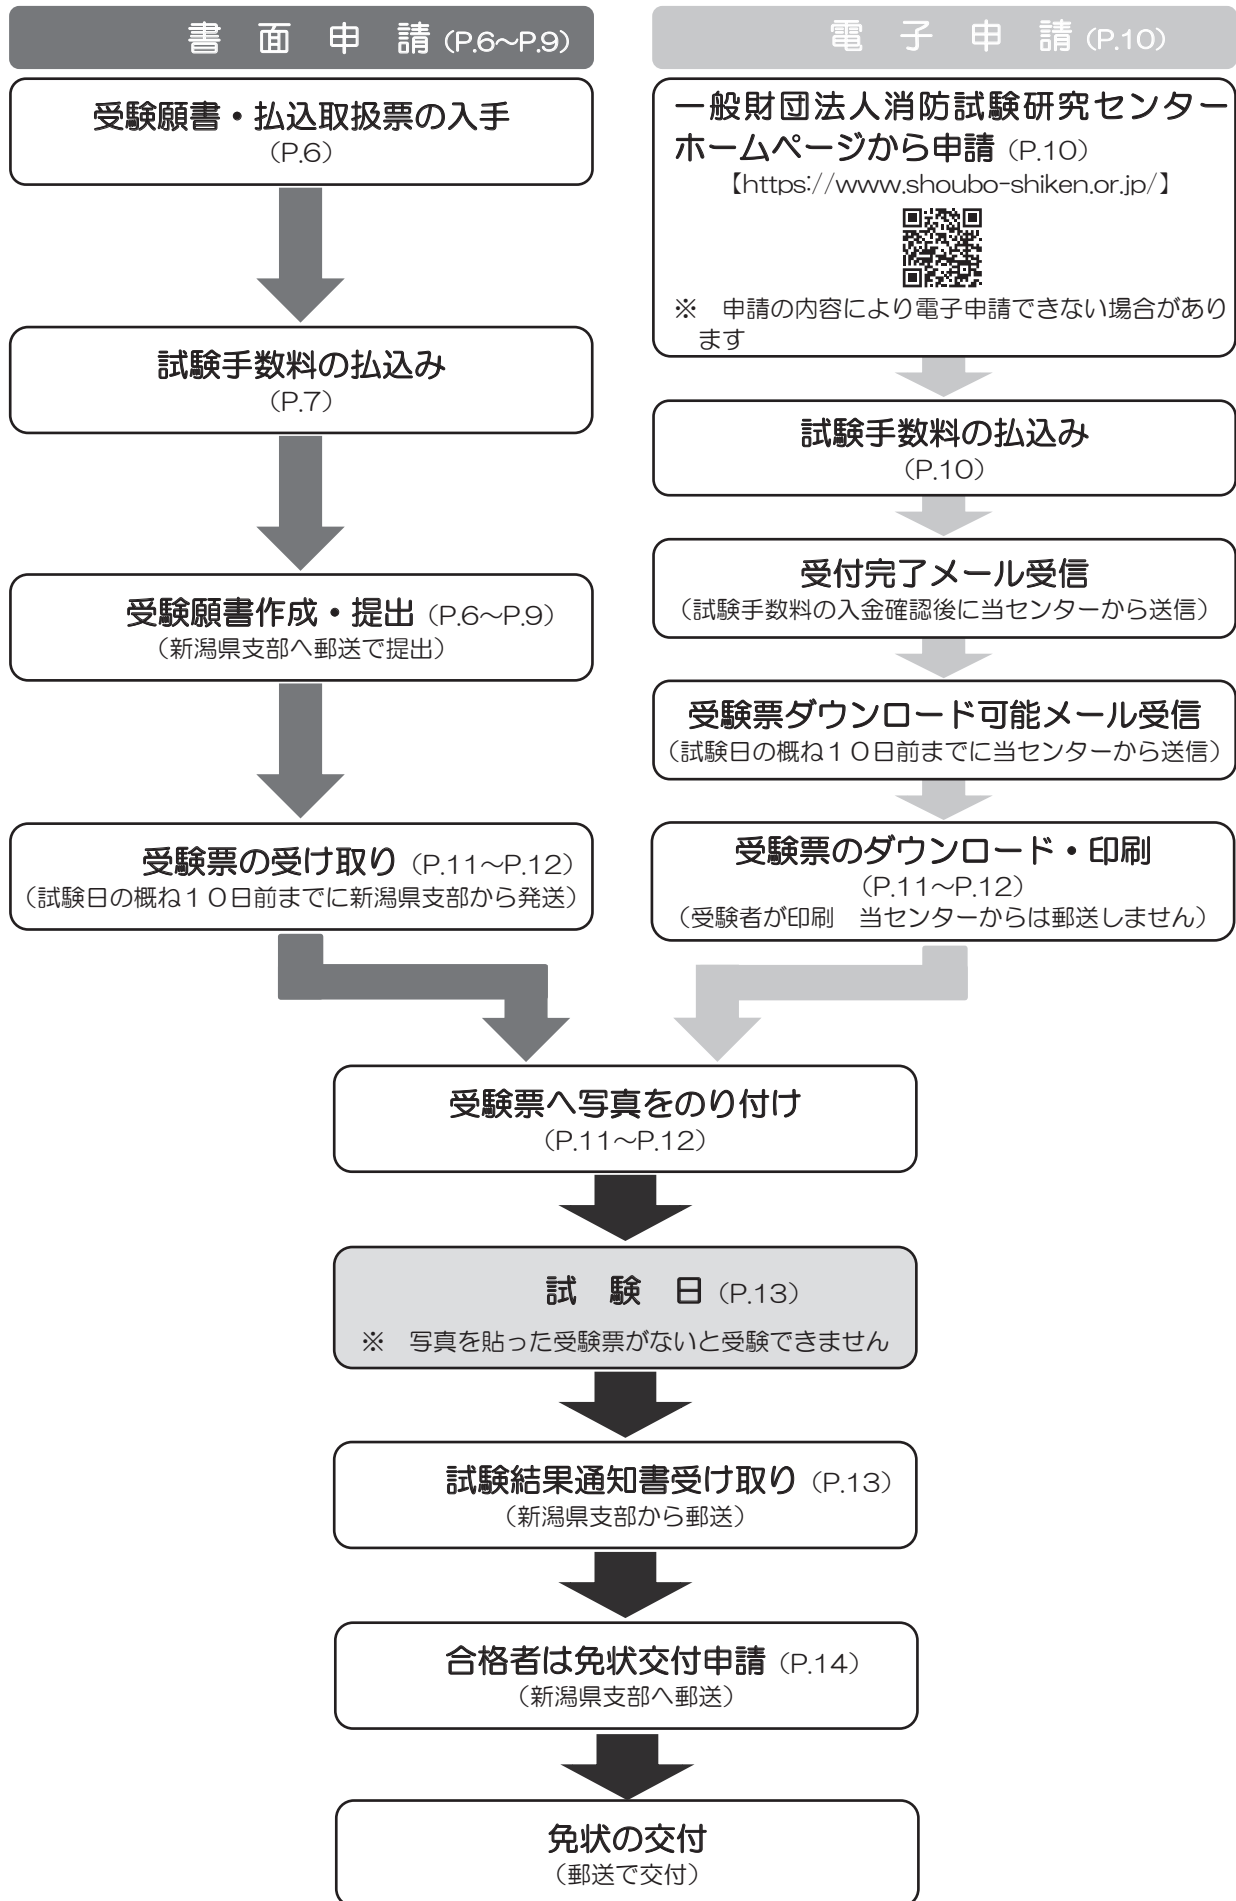 書 面 申 請 (P.6～P.9)
受験願書・払込取扱票の入手
(P.6)
試験手数料の払込み
(P.7)
受験願書作成・提出 (P.6～P.9)
(新潟県支部へ郵送で提出)
受験票の受け取り (P.11～P.12)
(試験日の概ね１０日前までに新潟県支部から発送)
電 子 申 請 (P.10)
一般財団法人消防試験研究センター
ホームページから申請 (P.10)
【https://www.shoubo-shiken.or.jp/】
※　申請の内容により電子申請できない場合があり
ます
試験手数料の払込み
(P.10)
受付完了メール受信
(試験手数料の入金確認後に当センターから送信)
受験票ダウンロード可能メール受信
(試験日の概ね１０日前までに当センターから送信)
受験票のダウンロード・印刷
(P.11～P.12)
(受験者が印刷　当センターからは郵送しません)
受験票へ写真をのり付け
(P.11～P.12)
試　験　日 (P.13)
※　写真を貼った受験票がないと受験できません
試験結果通知書受け取り (P.13)
(新潟県支部から郵送)
合格者は免状交付申請 (P.14)
(新潟県支部へ郵送)
免状の交付
(郵送で交付)